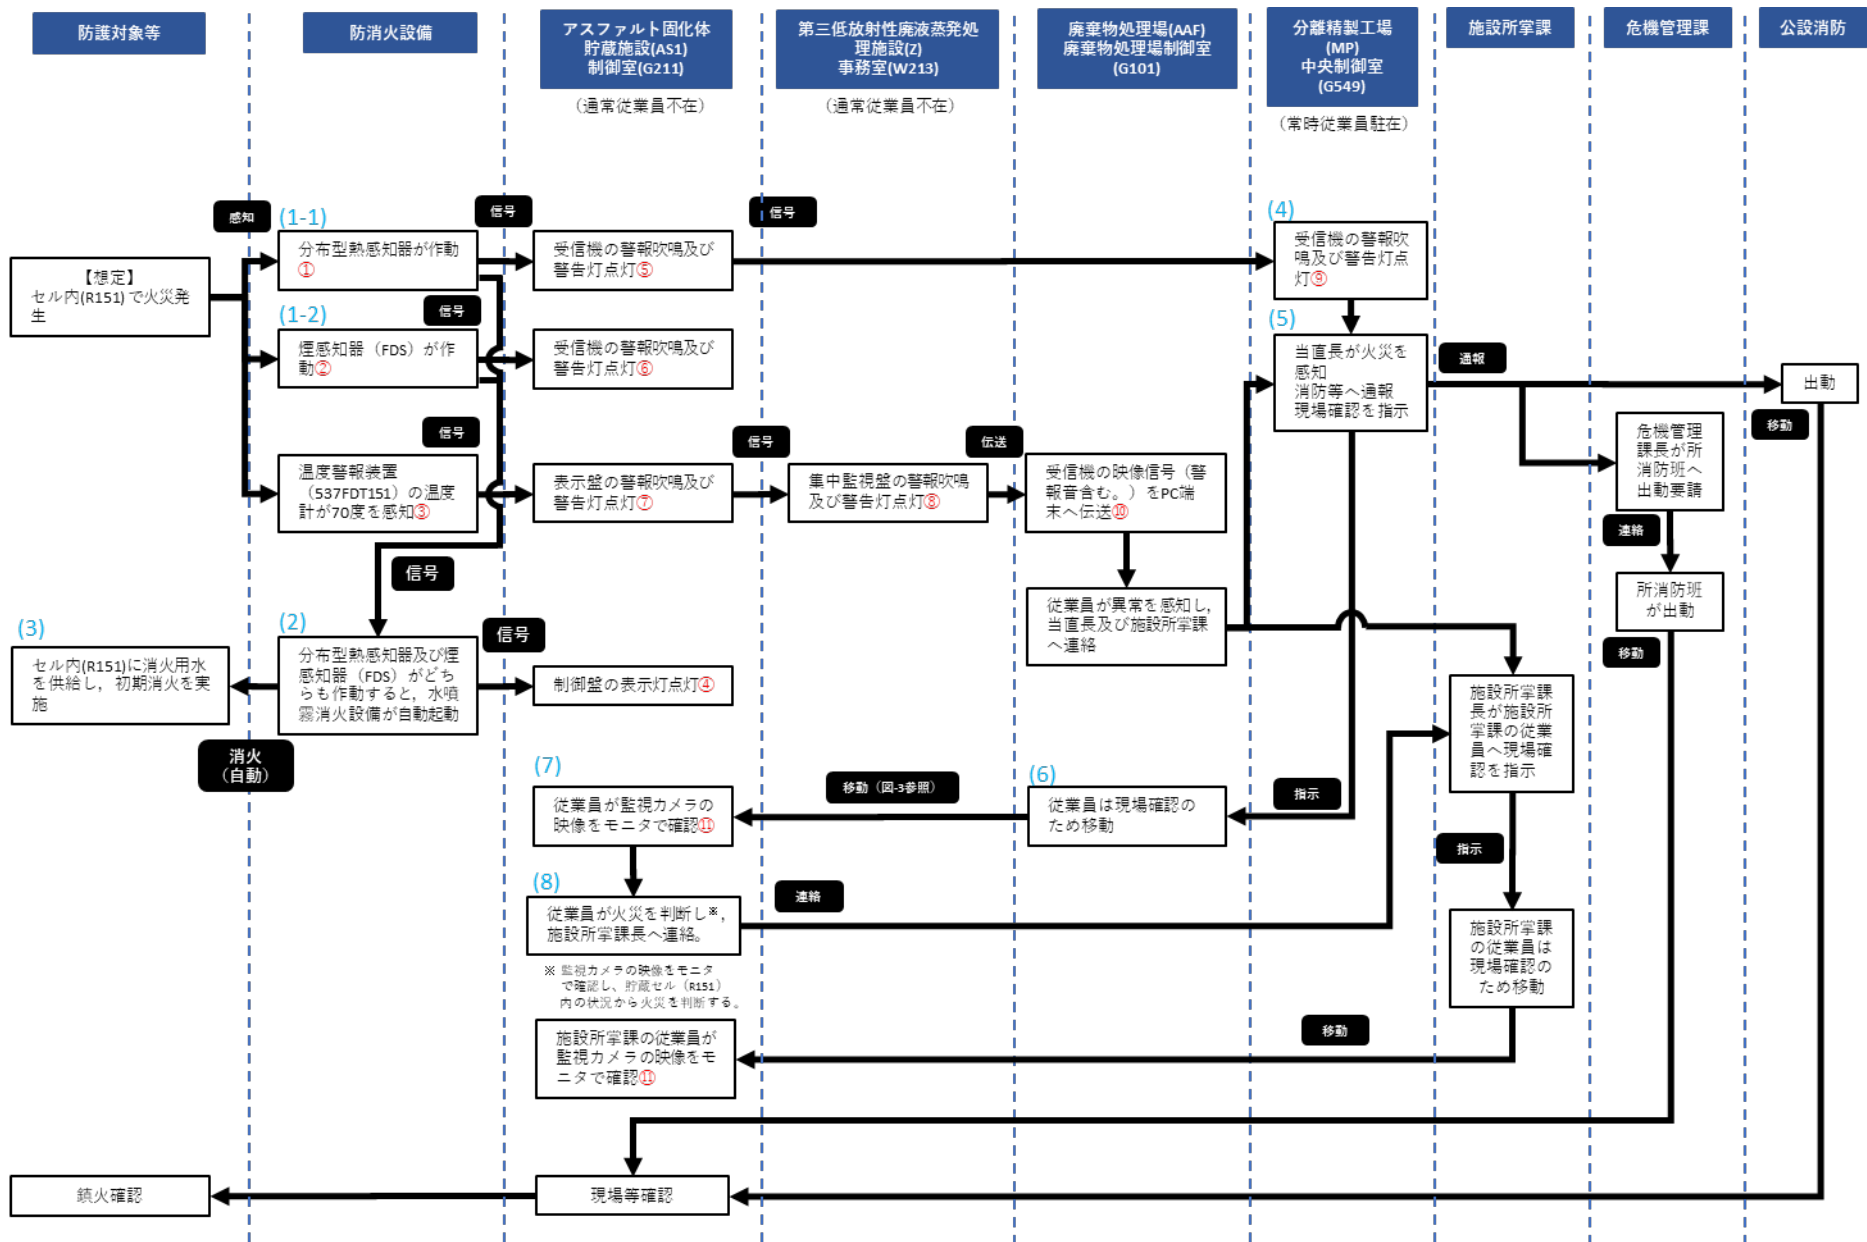 防護対象等
防消火設備
アスファルト固化体
貯蔵施設(AS1)
制御室(G211)
(通常従業員不在)
第三低放射性廃液蒸発処
理施設(Z)
事務室(W213)
(通常従業員不在)
廃棄物処理場(AAF)
廃棄物処理場制御室
(G101)
分離精製工場
(MP)
中央制御室
(G549)
(常時従業員駐在)
施設所掌課
危機管理課
公設消防
感知
信号
信号
【想定】
セル内(R151)で火災発
生
(1-1)
分布型熱感知器が作動
①
受信機の警報吹鳴及び
警告灯点灯⑤
(4)
受信機の警報吹
鳴及び警告灯点
灯⑨
信号
(1-2)
煙感知器（FDS）が作
動②
受信機の警報吹鳴及び
警告灯点灯⑥
(5)
当直長が火災を
感知
消防等へ通報
現場確認を指示
通報
出動
移動
信号
温度警報装置
（537FDT151）の温度
計が70度を感知③
表示盤の警報吹鳴及び
警告灯点灯⑦
信号
集中監視盤の警報吹鳴
及び警告灯点灯⑧
伝送
受信機の映像信号（警
報音含む。）をPC端
末へ伝送⑩
危機管理
課長が所
消防班へ
出動要請
連絡
所消防班
が出動
移動
信号
従業員が異常を感知し，
当直長及び施設所掌課
へ連絡
(3)
セル内(R151)に消火用水
を供給し，初期消火を実
施
(2)
分布型熱感知器及び煙
感知器（FDS）がどち
らも作動すると，水噴
霧消火設備が自動起動
信号
制御盤の表示灯点灯④
消火
（自動）
施設所掌課
長が施設所
掌課の従業
員へ現場確
認を指示
(7)
従業員が監視カメラの
映像をモニタで確認⑪
移動（図-3参照）
(6)
従業員は現場確認の
ため移動
指示
指示
(8)
従業員が火災を判断し※，
施設所掌課長へ連絡。
連絡
※ 監視カメラの映像をモニタ
で確認し、貯蔵セル（R151）
内の状況から火災を判断する。
施設所掌課
の従業員は
現場確認の
ため移動
施設所掌課の従業員が
監視カメラの映像をモ
ニタで確認⑪
移動
鎮火確認
現場等確認